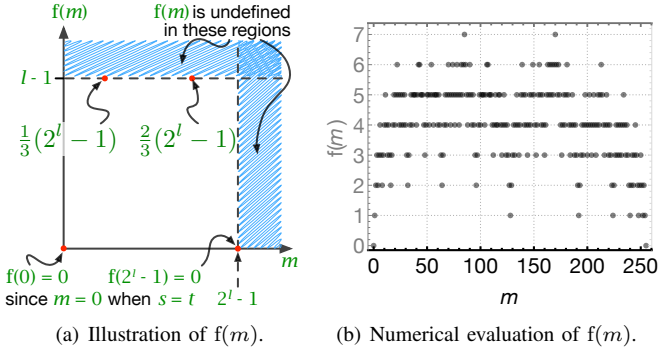 f(m)
f(m) is undefined
in these regions
l - 1
1/3(2^l − 1)
2/3(2^l − 1)
m
f(0) = 0
f(2^l - 1) = 0
since m = 0 when s = t
2^l - 1
(a) Illustration of f(m).
7
6
5
4
3
2
1
0
f(m)
0
50
100
150
200
250
m
(b) Numerical evaluation of f(m).